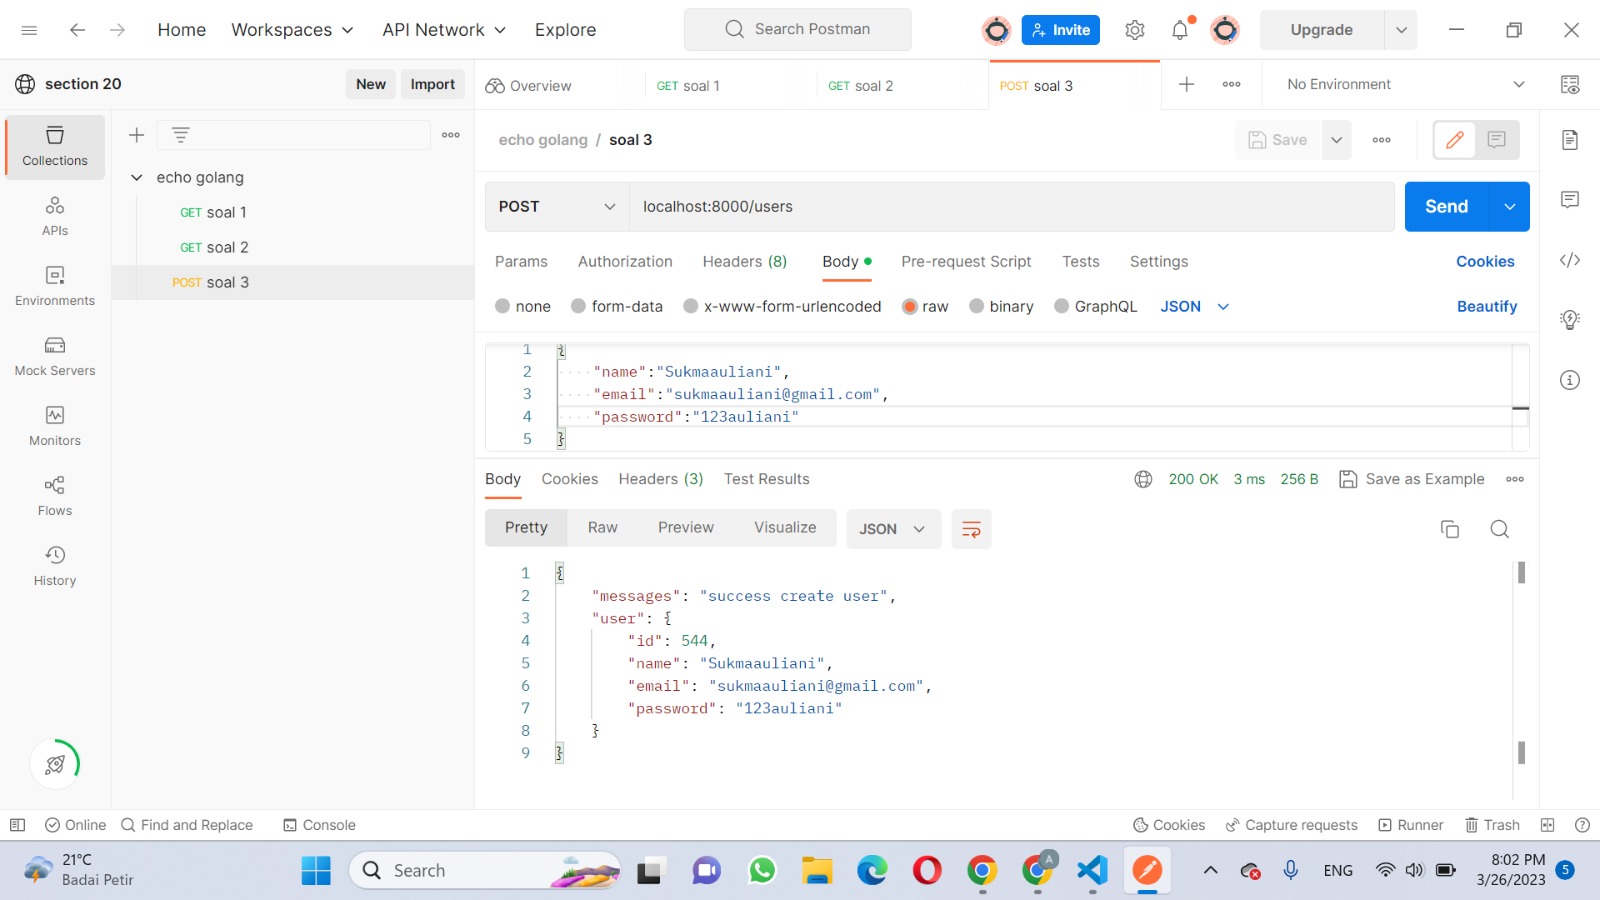 Home Workspaces API Network Explore Search Postman Invite Upgrade
section 20 New Import Overview GET soal 1 GET soal 2 POST soal 3 No Environment
echo golang / soal 3 Save
Collections
APIs
Environments
Mock Servers
Monitors
Flows
History
echo golang
GET soal 1
GET soal 2
POST soal 3
POST localhost:8000/users Send
Params Authorization Headers (8) Body Pre-request Script Tests Settings Cookies
none form-data x-www-form-urlencoded raw binary GraphQL JSON Beautify
1 {
2 "name":"Sukmaauliani",
3 "email":"sukmaauliani@gmail.com",
4 "password":"123auliani"
5 }
Body Cookies Headers (3) Test Results 200 OK 3 ms 256 B Save as Example
Pretty Raw Preview Visualize JSON
1 {
2 "messages": "success create user",
3 "user": {
4 "id": 544,
5 "name": "Sukmaauliani",
6 "email": "sukmaauliani@gmail.com",
7 "password": "123auliani"
8 }
9 }
Online Find and Replace Console Cookies Capture requests Runner Trash
21°C
Badai Petir
Search
A
ENG
8:02 PM
3/26/2023
5